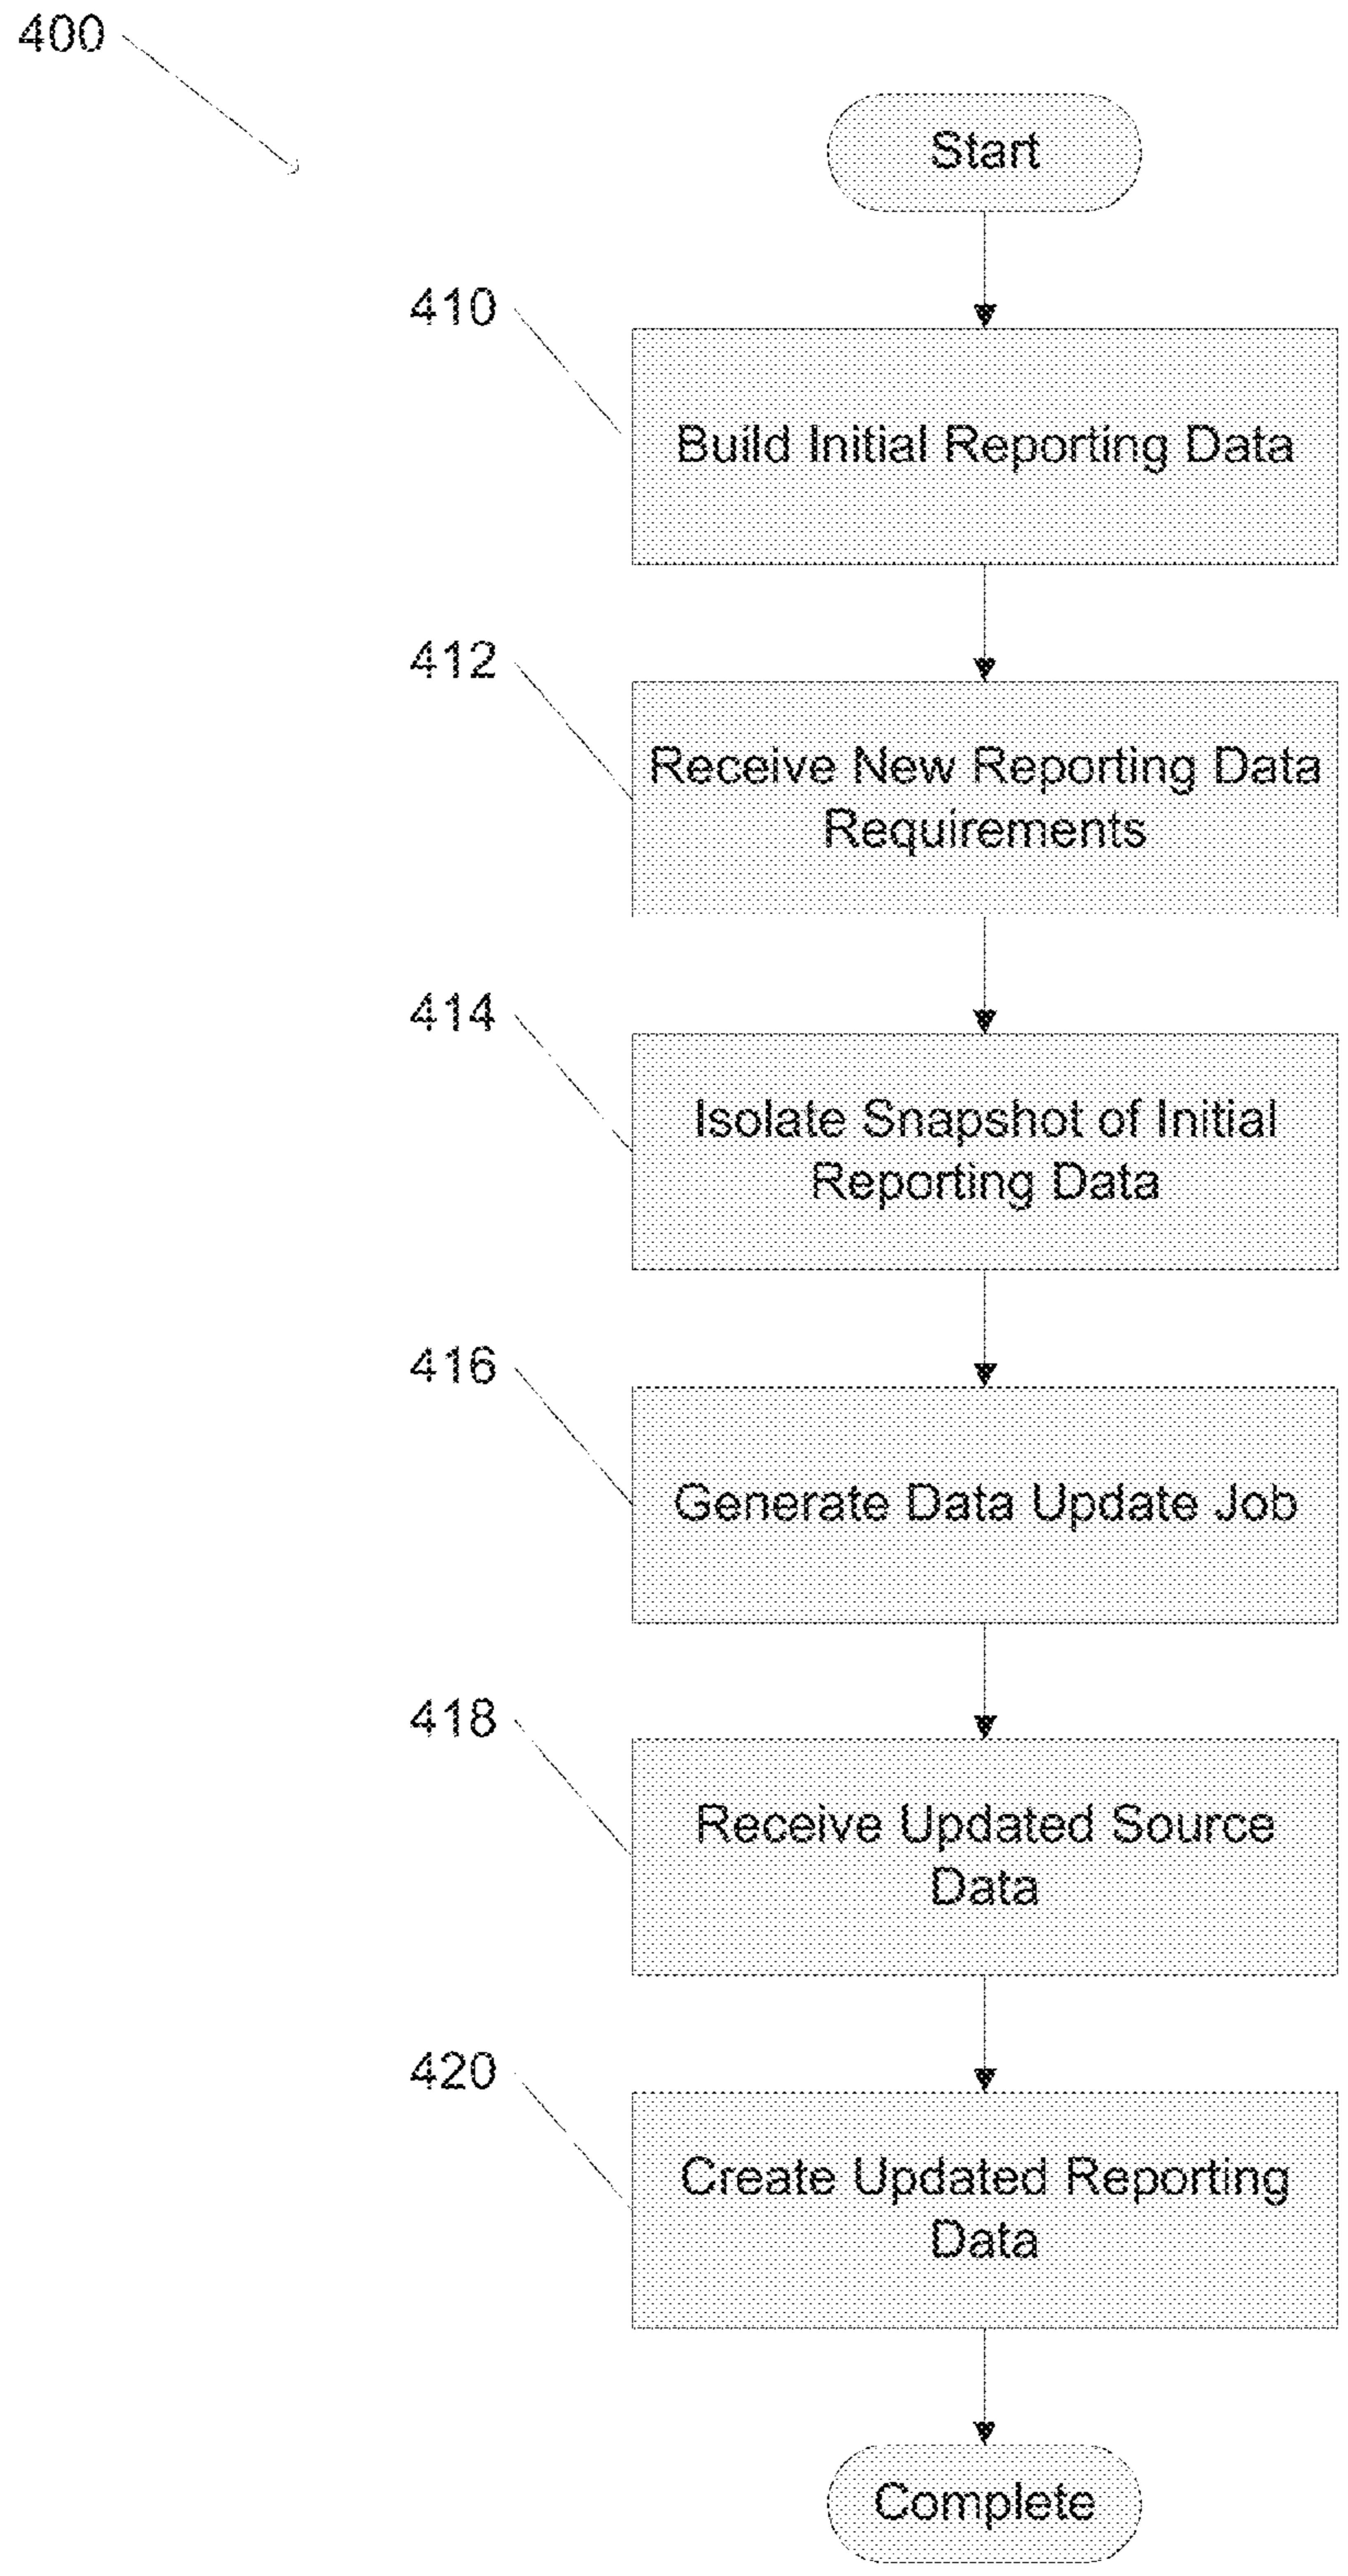 400
Start
410
Build Initial Reporting Data
412
Receive New Reporting Data
Requirements
414
Isolate Snapshot of Initial
Reporting Data
416
Generate Data Update Job
418
Receive Updated Source
Data
420
Create Updated Reporting
Data
Complete